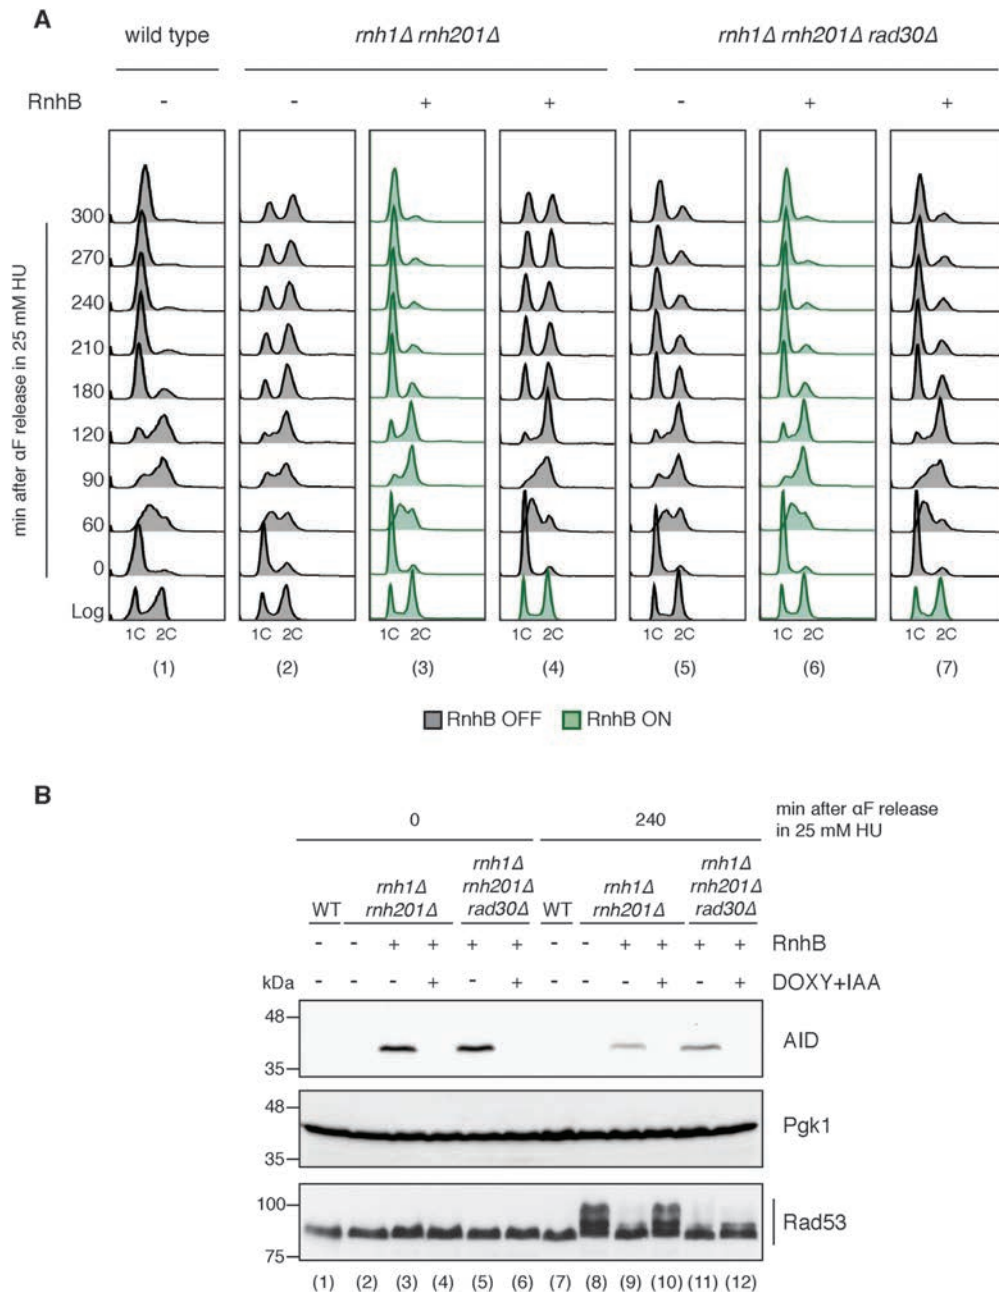 A
wild type rnh1Δ rnh201Δ rnh1Δ rnh201Δ rad30Δ
RnhB - - + + - + +
min after αF release in 25 mM HU
300
270
240
210
180
120
90
60
0
Log
1C 2C 1C 2C 1C 2C 1C 2C 1C 2C 1C 2C 1C 2C
(1) (2) (3) (4) (5) (6) (7)
RnhB OFF RnhB ON
B
0 240 min after αF release
in 25 mM HU
rnh1Δ rnh1Δ
rnh1Δ rnh201Δ rnh1Δ rnh201Δ
WT rnh201Δ rad30Δ WT rnh201Δ rad30Δ
- - + + + + - - + + + + RnhB
kDa - - - + - + - - - + - + DOXY+IAA
48
AID
35
48
Pgk1
35
100
Rad53
75
(1) (2) (3) (4) (5) (6) (7) (8) (9) (10) (11) (12)